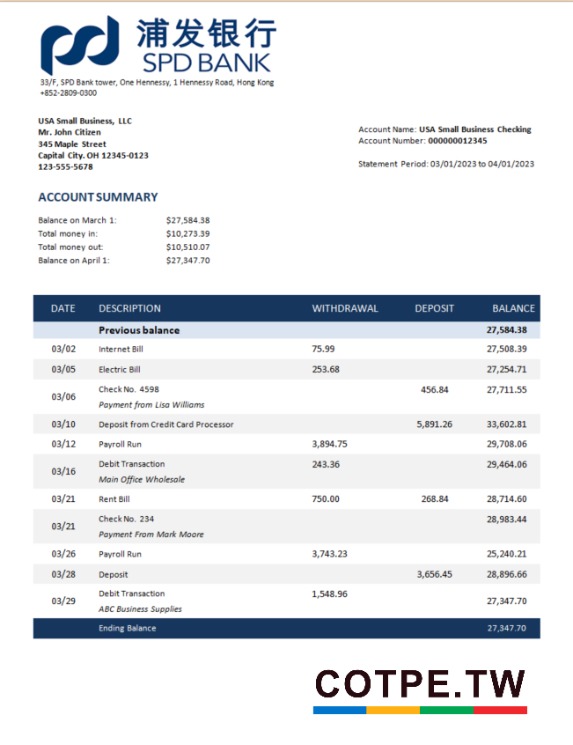 浦发银行
SPD BANK
33/F, SPD Bank tower, One Hennessy, 1 Hennessy Road, Hong Kong
+852-2809-0300
USA Small Business, LLC
Mr. John Citizen
345 Maple Street
Capital City. OH 12345-0123
123-555-5678
Account Name: USA Small Business Checking
Account Number: 000000012345
Statement Period: 03/01/2023 to 04/01/2023
ACCOUNT SUMMARY
Balance on March 1: $27,584.38
Total money in: $10,273.39
Total money out: $10,510.07
Balance on April 1: $27,347.70
DATE DESCRIPTION WITHDRAWAL DEPOSIT BALANCE
Previous balance 27,584.38
03/02 Internet Bill 75.99 27,508.39
03/05 Electric Bill 253.68 27,254.71
03/06 Check No. 4598 456.84 27,711.55
Payment from Lisa Williams
03/10 Deposit from Credit Card Processor 5,891.26 33,602.81
03/12 Payroll Run 3,894.75 29,708.06
03/16 Debit Transaction 243.36 29,464.06
Main Office Wholesale
03/21 Rent Bill 750.00 268.84 28,714.60
03/21 Check No. 234 28,983.44
Payment From Mark Moore
03/26 Payroll Run 3,743.23 25,240.21
03/28 Deposit 3,656.45 28,896.66
03/29 Debit Transaction 1,548.96 27,347.70
ABC Business Supplies
Ending Balance 27,347.70
COTPE.TW